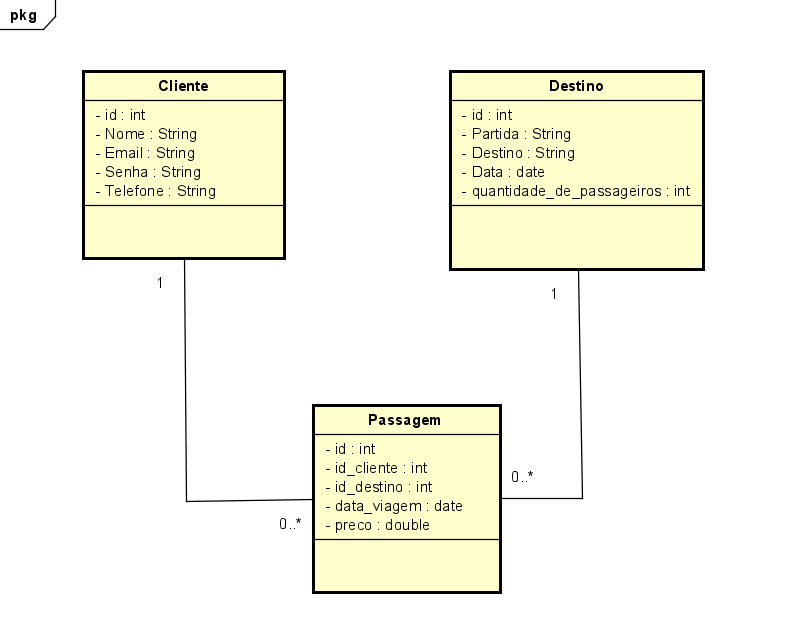 pkg
Cliente
- id : int
- Nome : String
- Email : String
- Senha : String
- Telefone : String
1
Destino
- id : int
- Partida : String
- Destino : String
- Data : date
- quantidade_de_passageiros : int
1
Passagem
- id : int
- id_cliente : int
- id_destino : int
- data_viagem : date
- preco : double
0..*
0..*